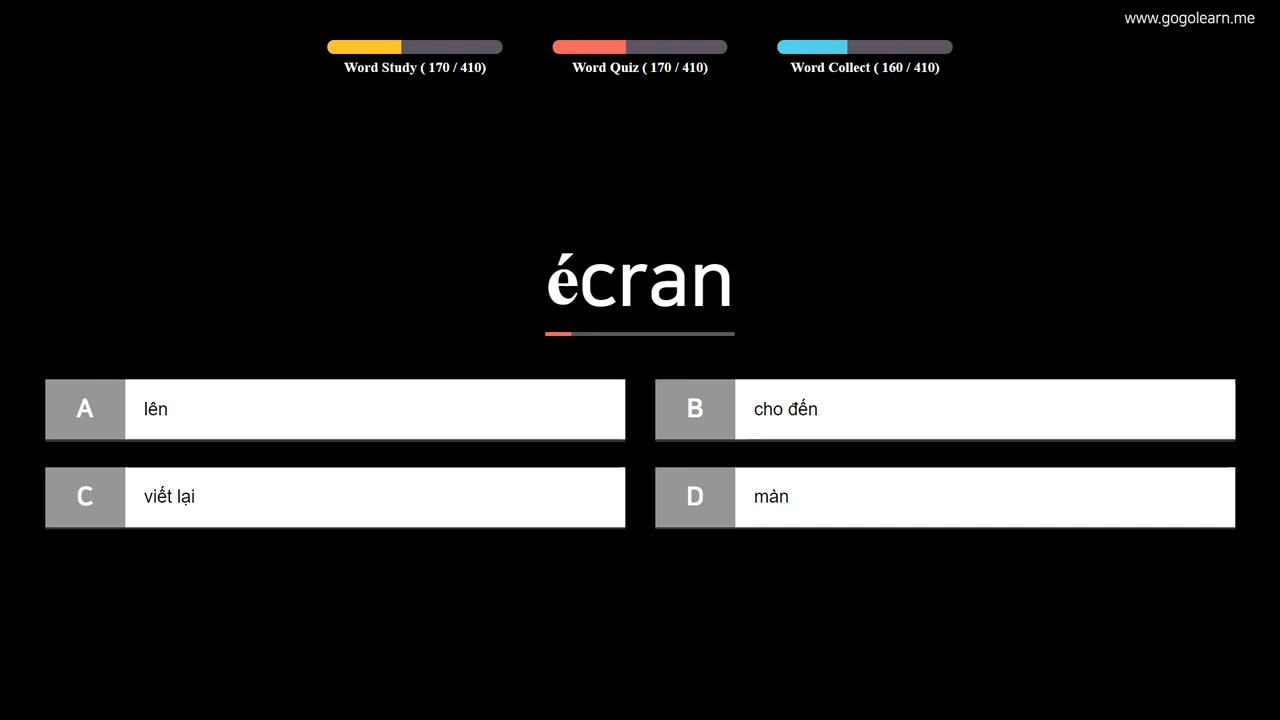 www.gogolearn.me
Word Study ( 170 / 410)
Word Quiz ( 170 / 410)
Word Collect ( 160 / 410)
écran
A lên
B cho đến
C viết lại
D màn